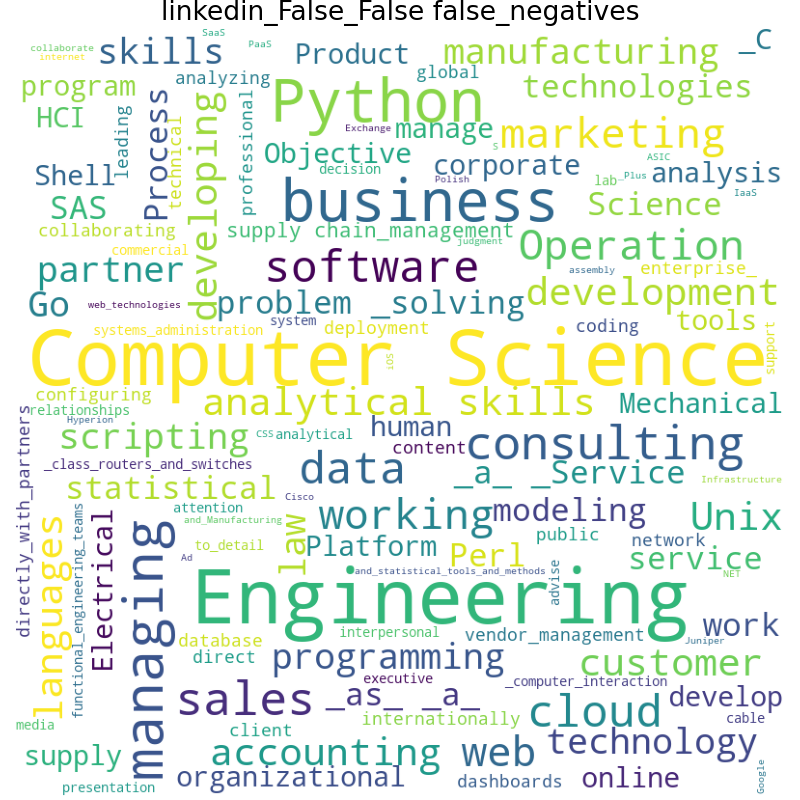 linkedin_False_False false_negatives
SaaS
PaaS
_C
collaborate
internet
skills
Product
manufacturing
global
program
analyzing
Python
technologies
HCI
leading
Process
technical
developing
professional
Exchange
manage
marketing
s
Objective
decision
corporate
ASIC
analysis
Shell
Polish
lab
_Plus
IaaS
SAS
business
Science
collaborating
supply chain_management
judgment
Operation
commercial
partner
software
assembly
enterprise_
Go
web_technologies
problem _solving
development
systems_administration
system
deployment
coding
tools
support
Computer Science
SOI
configuring
relationships
analytical skills
Mechanical
Hyperion
scripting
CSS
analytical
human
content
consulting
_class_routers_and_switches
data
_a_ _Service
Infrastructure
directly_with_partners
statistical
Cisco
attention
working
modeling
Unix
languages
functional_engineering_teams
Electrical
managing
and_Manufacturing
to_detail
law
Platform
Perl
public
network
service
Ad
and_statistical_tools_and_methods
advise
NET
Engineering
database
interpersonal
vendor_management
Juniper
work
direct
programming
customer
executive
_computer_interaction
sales
_as_ _a_
develop
media
client
internationally
cloud
cable
supply
accounting
web
technology
presentation
organizational
dashboards
online
Google